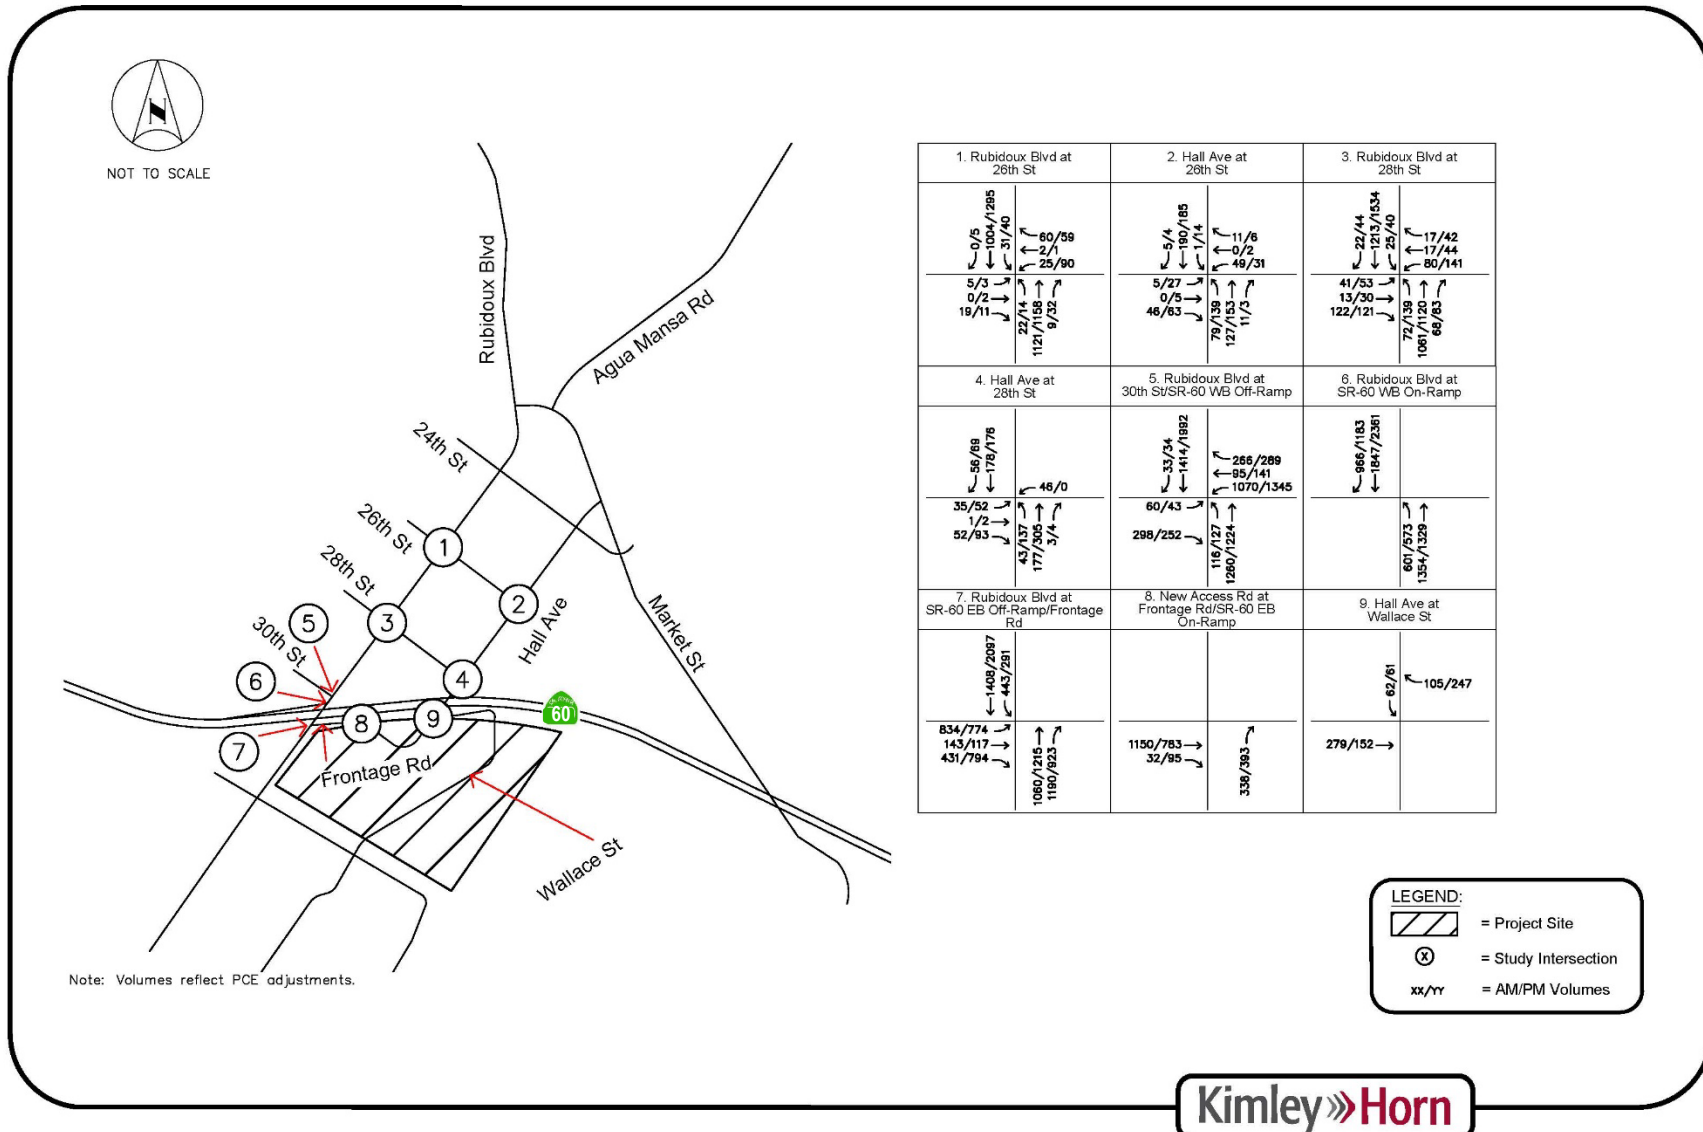 N
NOT TO SCALE
Rubidoux Blvd
Agua Mansa Rd
24th St
26th St
28th St
30th St
Hall Ave
Market St
Frontage Rd
Wallace St
1
2
3
4
5
6
7
8
9
60
Note: Volumes reflect PCE adjustments.
1. Rubidoux Blvd at
26th St
0/5
1004/1295
31/40
60/59
2/1
25/90
5/3
0/2
19/11
22/14
1121/1158
9/32
2. Hall Ave at
26th St
5/4
190/185
1/14
11/6
0/2
49/31
5/27
0/5
46/63
79/139
127/153
11/3
3. Rubidoux Blvd at
28th St
22/44
1213/1534
25/40
17/42
17/44
80/141
41/53
13/30
122/121
72/139
1061/1120
68/83
4. Hall Ave at
28th St
56/69
178/176
46/0
35/52
1/2
52/93
43/137
177/305
3/4
5. Rubidoux Blvd at
30th St/SR-60 WB Off-Ramp
33/34
1414/1992
266/289
95/141
1070/1345
60/43
298/252
116/127
1260/1224
6. Rubidoux Blvd at
SR-60 WB On-Ramp
966/1183
1847/2361
601/573
1354/1329
7. Rubidoux Blvd at
SR-60 EB Off-Ramp/Frontage
Rd
1408/2097
443/291
834/774
143/117
431/794
1060/1215
1190/923
8. New Access Rd at
Frontage Rd/SR-60 EB
On-Ramp
1150/783
32/95
338/393
9. Hall Ave at
Wallace St
62/61
105/247
279/152
LEGEND:
= Project Site
X = Study Intersection
XX/YY = AM/PM Volumes
Kimley»Horn